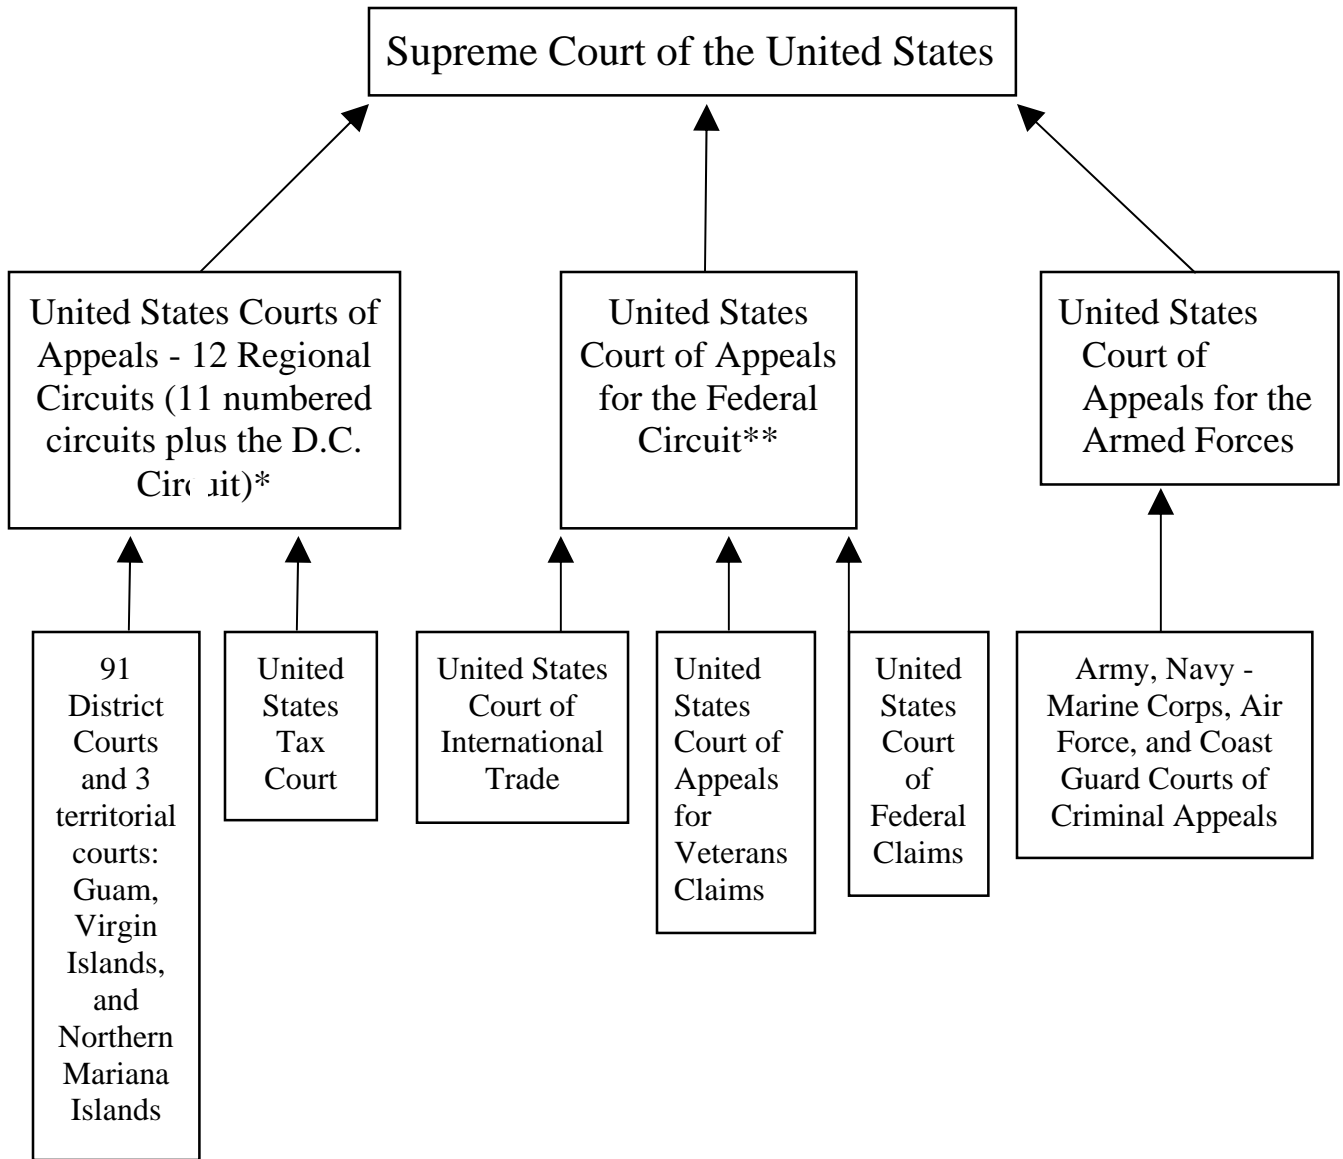 Supreme Court of the United States
United States Courts of
Appeals - 12 Regional
Circuits (11 numbered
circuits plus the D.C.
Circuit)*
United States
Court of Appeals
for the Federal
Circuit**
United States
Court of
Appeals for the
Armed Forces
91
District
Courts
and 3
territorial
courts:
Guam,
Virgin
Islands,
and
Northern
Mariana
Islands
United
States
Tax
Court
United States
Court of
International
Trade
United
States
Court of
Appeals
for
Veterans
Claims
United
States
Court
of
Federal
Claims
Army, Navy -
Marine Corps, Air
Force, and Coast
Guard Courts of
Criminal Appeals